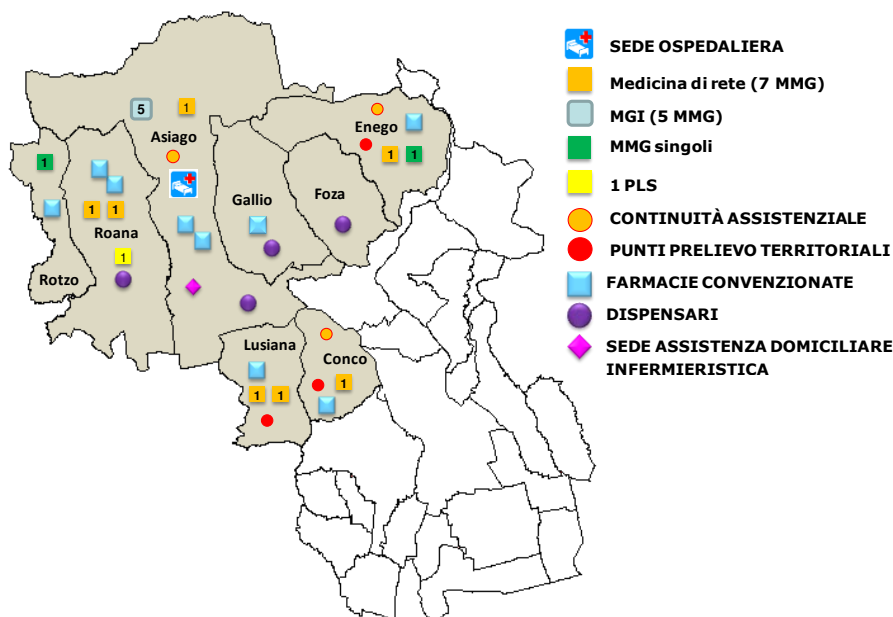 SEDE OSPEDALIERA
Medicina di rete (7 MMG)
MGI (5 MMG)
MMG singoli
1 PLS
CONTINUITÀ ASSISTENZIALE
PUNTI PRELIEVO TERRITORIALI
FARMACIE CONVENZIONATE
DISPENSARI
SEDE ASSISTENZA DOMICILIARE
INFERMIERISTICA
5
1
Asiago
Enego
1
1
1
Gallio
Foza
1
1
Roana
1
Rotzo
Lusiana
Conco
1
1
1